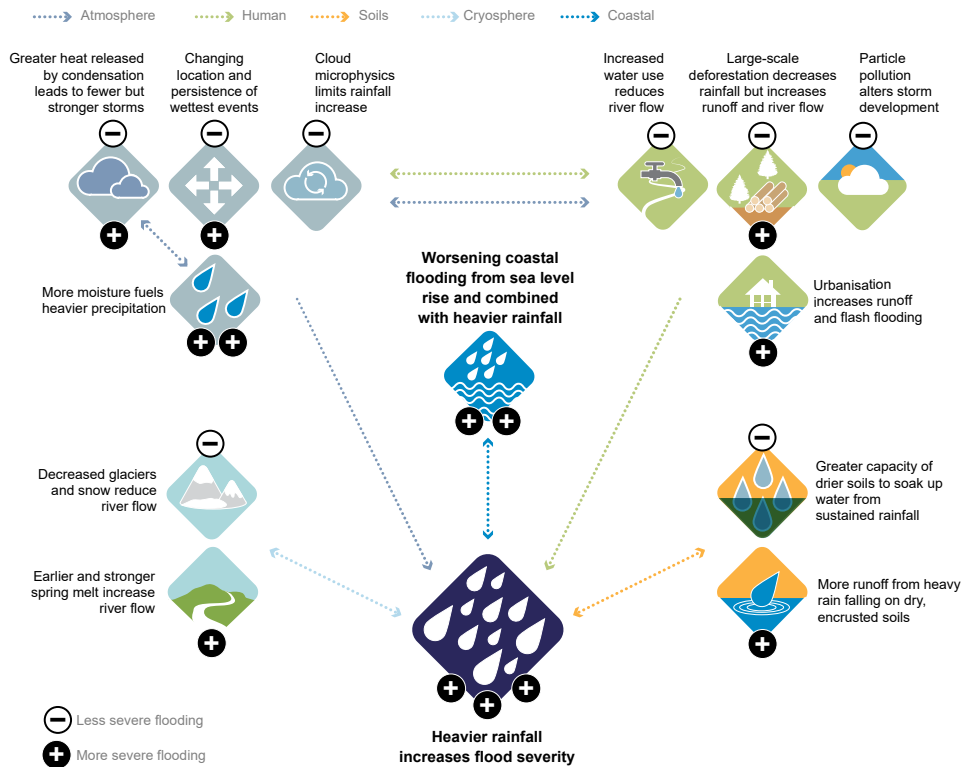 Atmosphere
Human
Soils
Cryosphere
Coastal
Greater heat released
by condensation
leads to fewer but
stronger storms
Changing
location and
persistence of
wettest events
Cloud
microphysics
limits rainfall
increase
Increased
water use
reduces
river flow
Large-scale
deforestation decreases
rainfall but increases
runoff and river flow
Particle
pollution
alters storm
development
More moisture fuels
heavier precipitation
Worsening coastal
flooding from sea level
rise and combined
with heavier rainfall
Urbanisation
increases runoff
and flash flooding
Decreased glaciers
and snow reduce
river flow
Greater capacity of
drier soils to soak up
water from
sustained rainfall
Earlier and stronger
spring melt increase
river flow
More runoff from heavy
rain falling on dry,
encrusted soils
Less severe flooding
More severe flooding
Heavier rainfall
increases flood severity